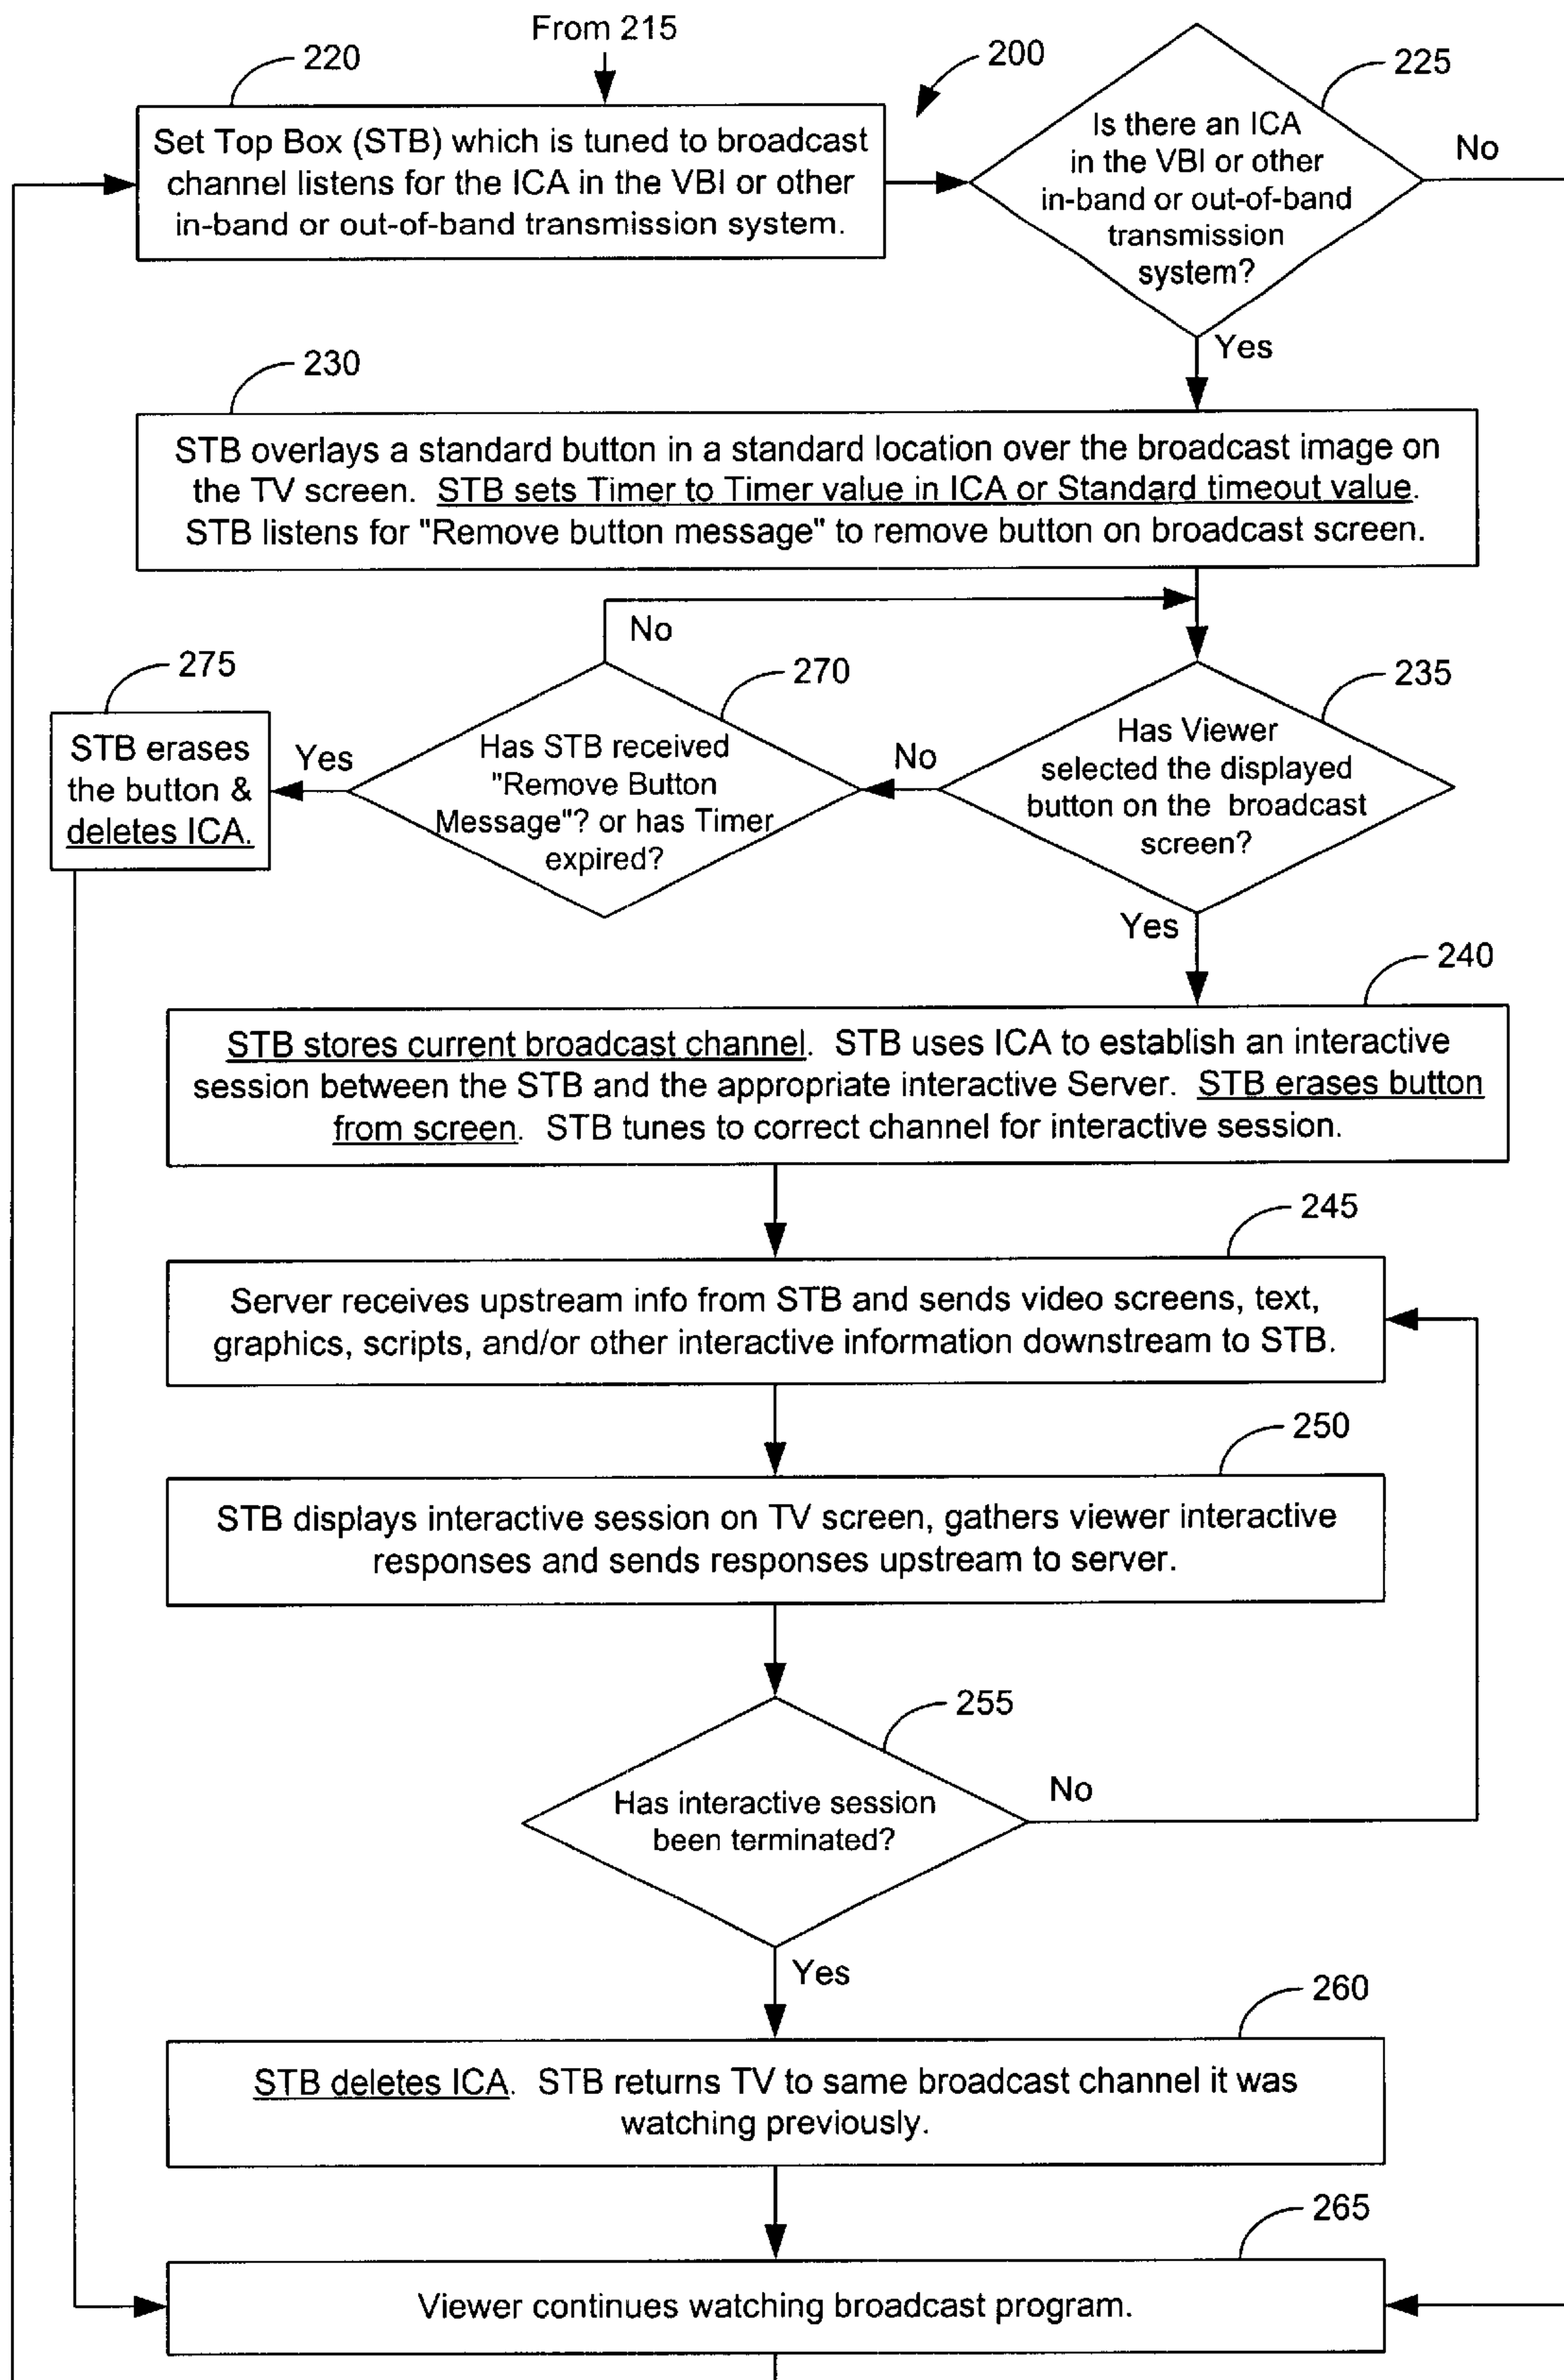 From 215
220
200
225
Set Top Box (STB) which is tuned to broadcast
channel listens for the ICA in the VBI or other
in-band or out-of-band transmission system.
Is there an ICA
in the VBI or other
in-band or out-of-band
transmission
system?
No
Yes
230
STB overlays a standard button in a standard location over the broadcast image on
the TV screen. STB sets Timer to Timer value in ICA or Standard timeout value.
STB listens for "Remove button message" to remove button on broadcast screen.
No
275
270
235
STB erases
the button &
deletes ICA.
Yes
Has STB received
"Remove Button
Message"? or has Timer
expired?
No
Has Viewer
selected the displayed
button on the broadcast
screen?
Yes
240
STB stores current broadcast channel. STB uses ICA to establish an interactive
session between the STB and the appropriate interactive Server. STB erases button
from screen. STB tunes to correct channel for interactive session.
245
Server receives upstream info from STB and sends video screens, text,
graphics, scripts, and/or other interactive information downstream to STB.
250
STB displays interactive session on TV screen, gathers viewer interactive
responses and sends responses upstream to server.
255
Has interactive session
been terminated?
No
Yes
260
STB deletes ICA. STB returns TV to same broadcast channel it was
watching previously.
265
Viewer continues watching broadcast program.